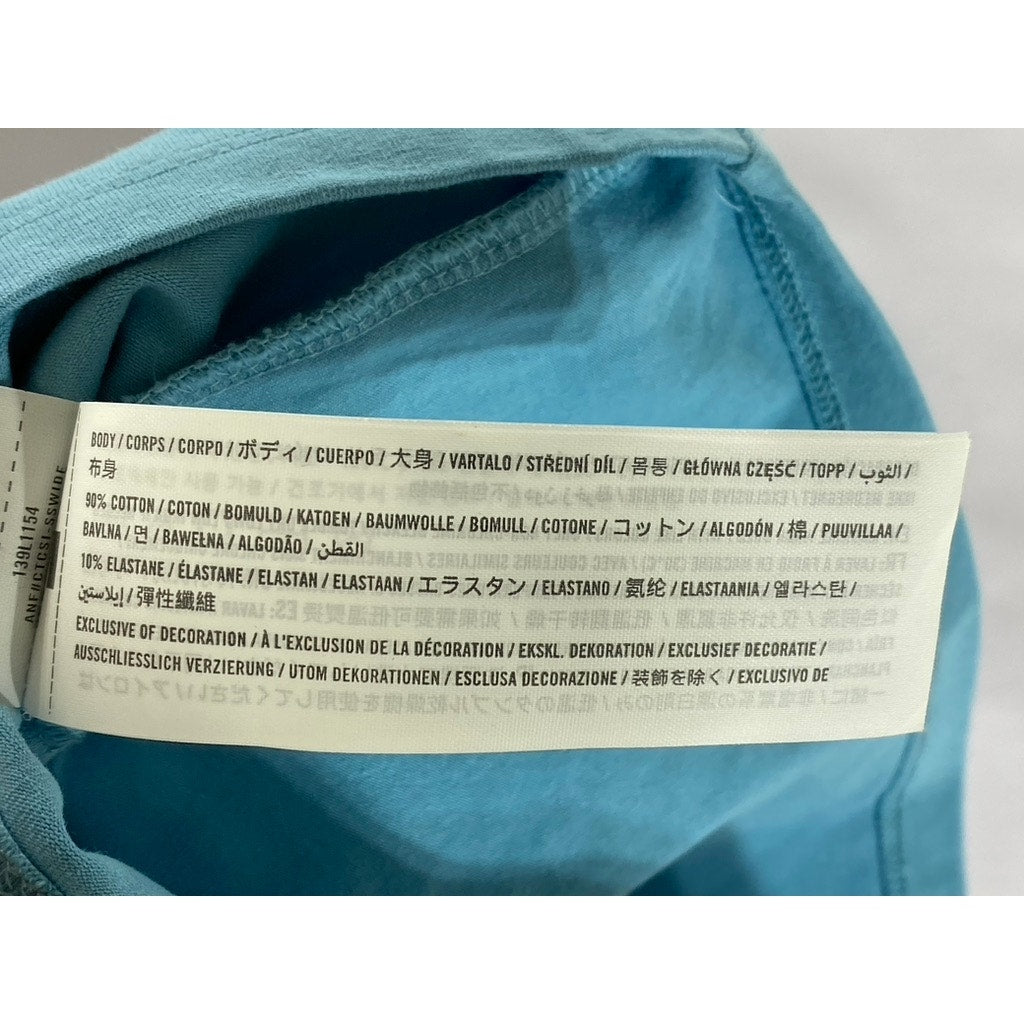 BODY / CORPS / CORPO / ボディ / CUERPO / 大身 / VARTALO / STŘEDNÍ DÍL / 몸통 / GŁÓWNA CZĘŚĆ / TOPP / الثوب /
布身
90% COTTON / COTON / BOMULD / KATOEN / BAUMWOLLE / BOMULL / COTONE / コットン / ALGODÓN / 棉 / PUUVILLAA /
BAVLNA / 면 / BAWEŁNA / ALGODÃO / القطن
10% ELASTANE / ÉLASTANE / ELASTAN / ELASTAAN / エラスタン / ELASTANO / 氨纶 / ELASTAANIA / 엘라스탄 /
إيلاستين / 彈性纖維
EXCLUSIVE OF DECORATION / À L'EXCLUSION DE LA DÉCORATION / EKSKL. DEKORATION / EXCLUSIEF DECORATIE /
AUSSCHLIESSLICH VERZIERUNG / UTOM DEKORATIONEN / ESCLUSA DECORAZIONE / 装飾を除く / EXCLUSIVO DE
139L1154